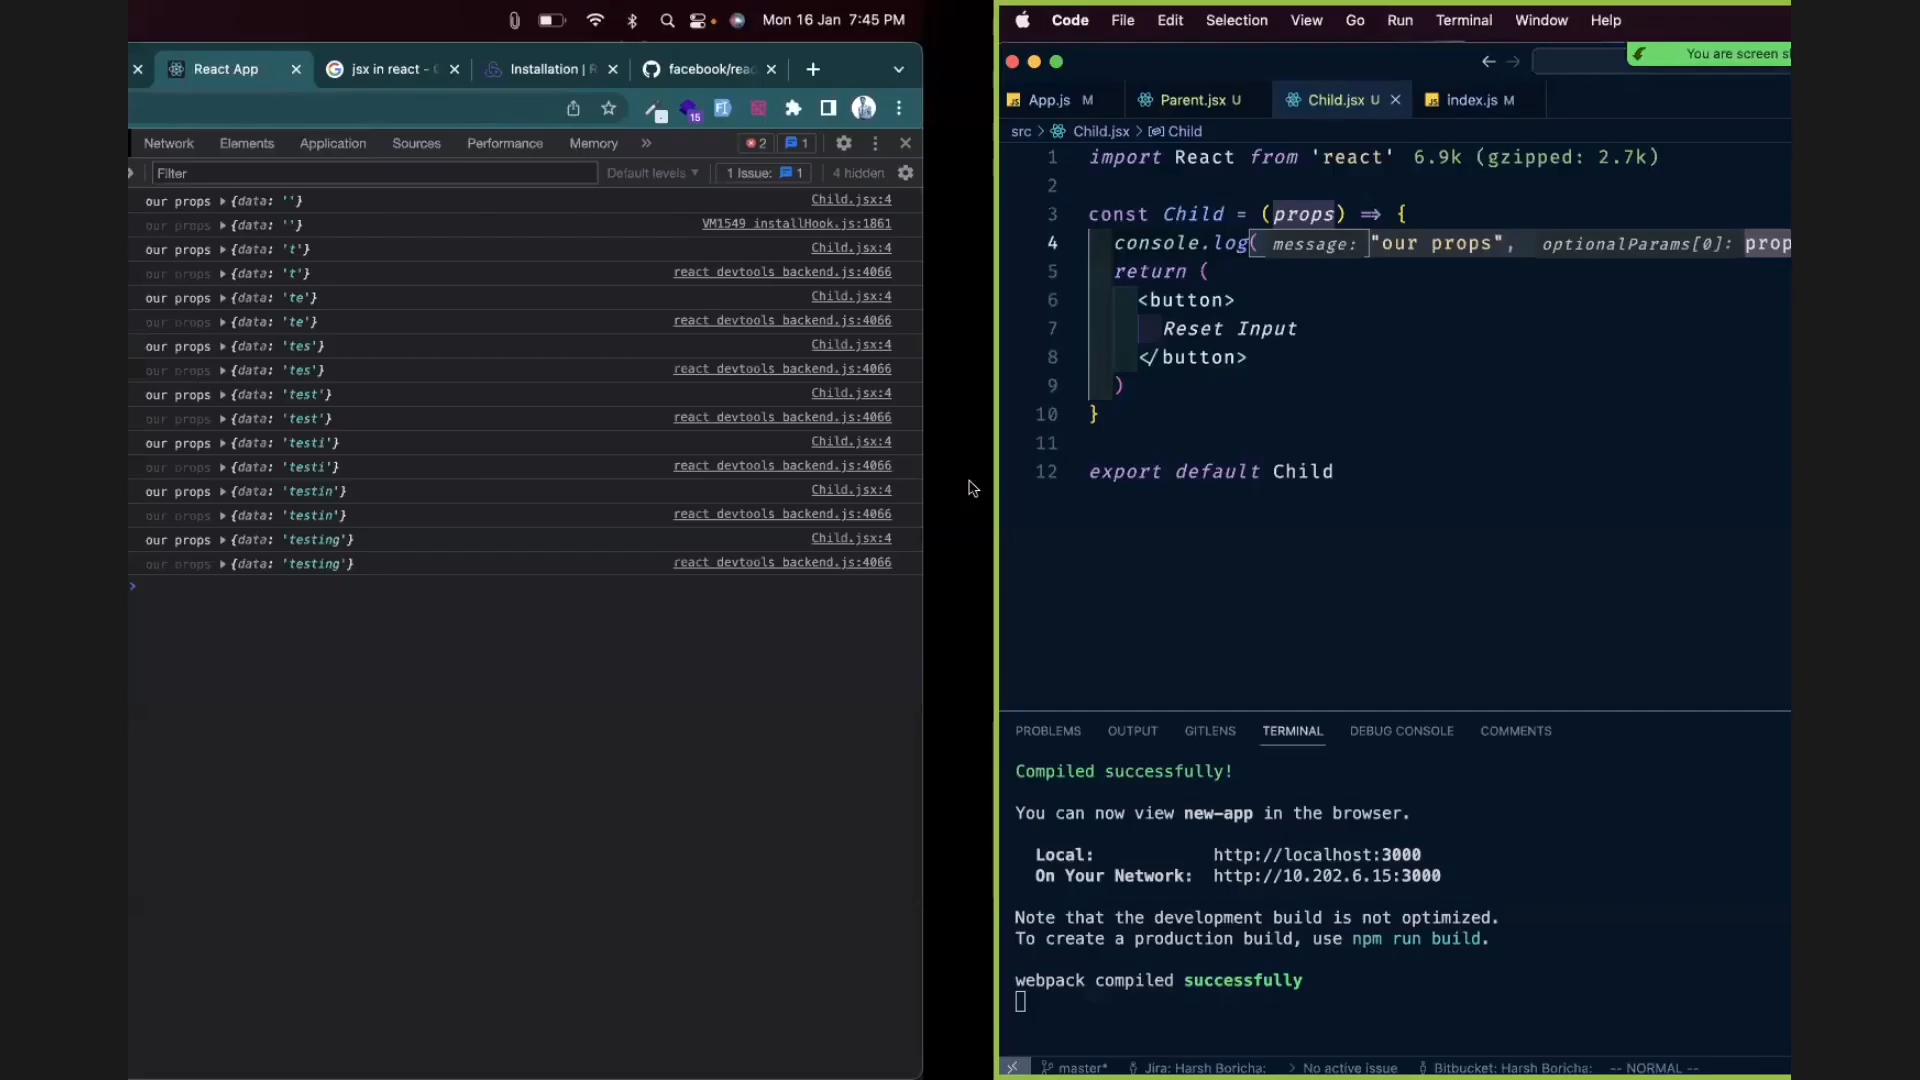 Mon 16 Jan 7:45 PM
React App
jsx in react -
Installation |
facebook/rea
15
Network Elements Application Sources Performance Memory 2 1
Filter Default levels 1 Issue: 1 4 hidden
our props {data: ''} Child.jsx:4
our props {data: ''} VM1549 installHook.js:1861
our props {data: 't'} Child.jsx:4
our props {data: 't'} react_devtools_backend.js:4066
our props {data: 'te'} Child.jsx:4
our props {data: 'te'} react_devtools_backend.js:4066
our props {data: 'tes'} Child.jsx:4
our props {data: 'tes'} react_devtools_backend.js:4066
our props {data: 'test'} Child.jsx:4
our props {data: 'test'} react_devtools_backend.js:4066
our props {data: 'testi'} Child.jsx:4
our props {data: 'testi'} react_devtools_backend.js:4066
our props {data: 'testin'} Child.jsx:4
our props {data: 'testin'} react_devtools_backend.js:4066
our props {data: 'testing'} Child.jsx:4
our props {data: 'testing'} react_devtools_backend.js:4066
Code File Edit Selection View Go Run Terminal Window Help
You are screen s
App.js M Parent.jsx U Child.jsx U index.js M
src > Child.jsx > Child
1 import React from 'react' 6.9k (gzipped: 2.7k)
2
3 const Child = (props) => {
4 console.log( message: "our props", optionalParams[0]: prop
5 return (
6 <button>
7 Reset Input
8 </button>
9 )
10 }
11
12 export default Child
PROBLEMS OUTPUT GITLENS TERMINAL DEBUG CONSOLE COMMENTS
Compiled successfully!
You can now view new-app in the browser.
Local: http://localhost:3000
On Your Network: http://10.202.6.15:3000
Note that the development build is not optimized.
To create a production build, use npm run build.
webpack compiled successfully
master* Jira: Harsh Boricha: > No active issue Bitbucket: Harsh Boricha: -- NORMAL --